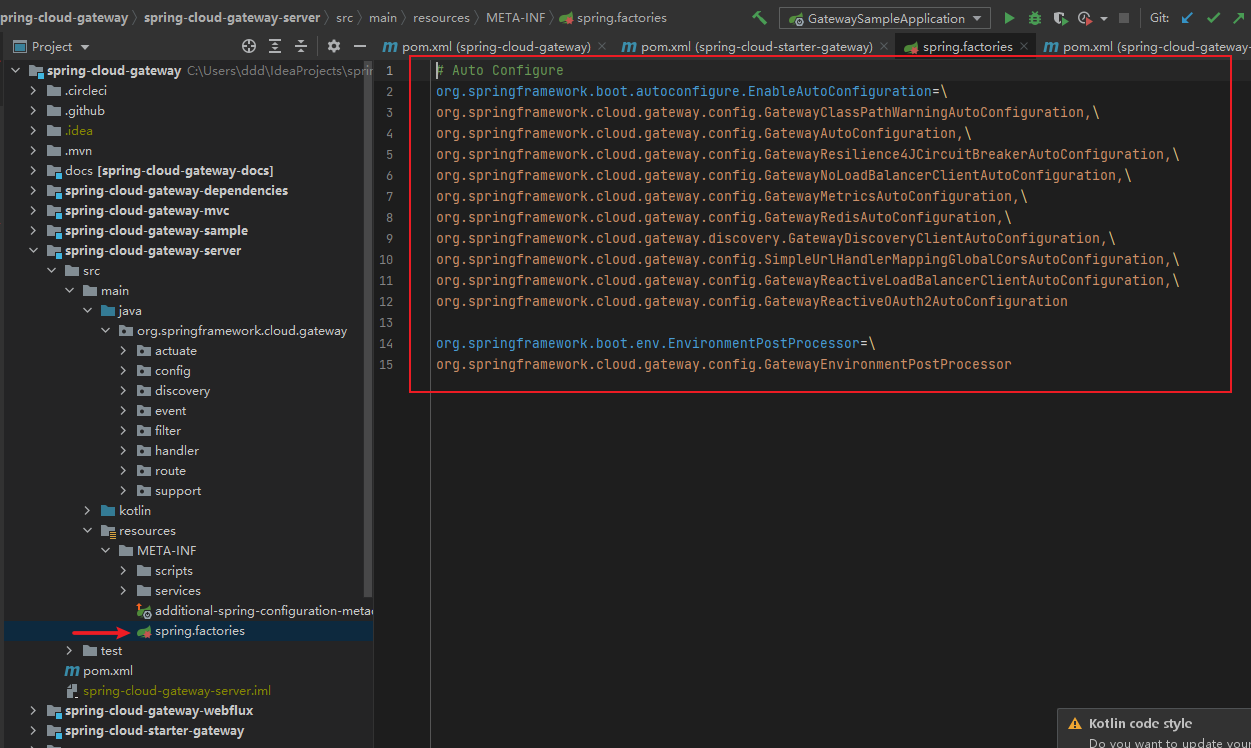 pring-cloud-gateway spring-cloud-gateway-server src main resources META-INF spring.factories GatewaySampleApplication Git:
Project pom.xml (spring-cloud-gateway) pom.xml (spring-cloud-starter-gateway) spring.factories pom.xml (spring-cloud-gateway-
spring-cloud-gateway C:\Users\ddd\IdeaProjects\sprin
.circleci
.github
.idea
.mvn
docs [spring-cloud-gateway-docs]
spring-cloud-gateway-dependencies
spring-cloud-gateway-mvc
spring-cloud-gateway-sample
spring-cloud-gateway-server
src
main
java
org.springframework.cloud.gateway
actuate
config
discovery
event
filter
handler
route
support
kotlin
resources
META-INF
scripts
services
additional-spring-configuration-metad
spring.factories
test
pom.xml
spring-cloud-gateway-server.iml
spring-cloud-gateway-webflux
spring-cloud-starter-gateway
1 # Auto Configure
2 org.springframework.boot.autoconfigure.EnableAutoConfiguration=\
3 org.springframework.cloud.gateway.config.GatewayClassPathWarningAutoConfiguration,\
4 org.springframework.cloud.gateway.config.GatewayAutoConfiguration,\
5 org.springframework.cloud.gateway.config.GatewayResilience4JCircuitBreakerAutoConfiguration,\
6 org.springframework.cloud.gateway.config.GatewayNoLoadBalancerClientAutoConfiguration,\
7 org.springframework.cloud.gateway.config.GatewayMetricsAutoConfiguration,\
8 org.springframework.cloud.gateway.config.GatewayRedisAutoConfiguration,\
9 org.springframework.cloud.gateway.discovery.GatewayDiscoveryClientAutoConfiguration,\
10 org.springframework.cloud.gateway.config.SimpleUrlHandlerMappingGlobalCorsAutoConfiguration,\
11 org.springframework.cloud.gateway.config.GatewayReactiveLoadBalancerClientAutoConfiguration,\
12 org.springframework.cloud.gateway.config.GatewayReactiveOAuth2AutoConfiguration
13
14 org.springframework.boot.env.EnvironmentPostProcessor=\
15 org.springframework.cloud.gateway.config.GatewayEnvironmentPostProcessor
Kotlin code style
Do you want to update your